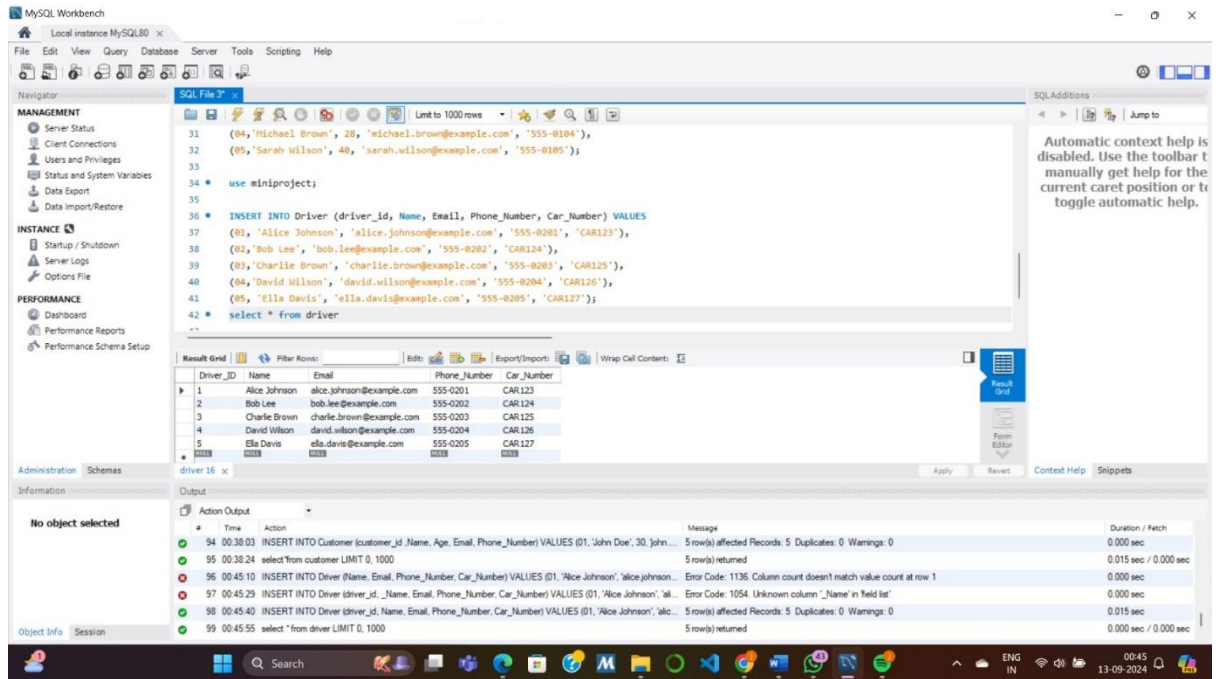 MySQL Workbench
Local instance MySQL80
File Edit View Query Database Server Tools Scripting Help
Navigator
MANAGEMENT
Server Status
Client Connections
Users and Privileges
Status and System Variables
Data Export
Data Import/Restore
INSTANCE
Startup / Shutdown
Server Logs
Options File
PERFORMANCE
Dashboard
Performance Reports
Performance Schema Setup
Administration Schemas
Information
No object selected
Object Info Session
SQL File 3*
Limit to 1000 rows
31 (04,'Michael Brown', 28, 'michael.brown@example.com', '555-0104'),
32 (05,'Sarah Wilson', 40, 'sarah.wilson@example.com', '555-0105');
33
34 use miniproject;
35
36 INSERT INTO Driver (driver_id, Name, Email, Phone_Number, Car_Number) VALUES
37 (01, 'Alice Johnson', 'alice.johnson@example.com', '555-0201', 'CAR123'),
38 (02,'Bob Lee', 'bob.lee@example.com', '555-0202', 'CAR124'),
39 (03,'Charlie Brown', 'charlie.brown@example.com', '555-0203', 'CAR125'),
40 (04,'David Wilson', 'david.wilson@example.com', '555-0204', 'CAR126'),
41 (05, 'Ella Davis', 'ella.davis@example.com', '555-0205', 'CAR127');
42 select * from driver
Result Grid Filter Rows: Edit: Export/Import: Wrap Cell Content:
Driver_ID Name Email Phone_Number Car_Number
1 Alice Johnson alice.johnson@example.com 555-0201 CAR123
2 Bob Lee bob.lee@example.com 555-0202 CAR124
3 Charlie Brown charlie.brown@example.com 555-0203 CAR125
4 David Wilson david.wilson@example.com 555-0204 CAR126
5 Ella Davis ella.davis@example.com 555-0205 CAR127
NULL NULL NULL NULL NULL
Result
Grid
Form
Editor
driver 16 Apply Revert
SQLAdditions
Jump to
Automatic context help is
disabled. Use the toolbar t
manually get help for the
current caret position or to
toggle automatic help.
Context Help Snippets
Output
Action Output
# Time Action Message Duration / Fetch
94 00:38:03 INSERT INTO Customer (customer_id ,Name, Age, Email, Phone_Number) VALUES (01, 'John Doe', 30, 'john.... 5 row(s) affected Records: 5 Duplicates: 0 Warnings: 0 0.000 sec
95 00:38:24 select *from customer LIMIT 0, 1000 5 row(s) returned 0.015 sec / 0.000 sec
96 00:45:10 INSERT INTO Driver (Name, Email, Phone_Number, Car_Number) VALUES (01, 'Alice Johnson', 'alice.johnson... Error Code: 1136. Column count doesn't match value count at row 1 0.000 sec
97 00:45:29 INSERT INTO Driver (driver_id, _Name, Email, Phone_Number, Car_Number) VALUES (01, 'Alice Johnson', 'ali... Error Code: 1054. Unknown column '_Name' in 'field list' 0.000 sec
98 00:45:40 INSERT INTO Driver (driver_id, Name, Email, Phone_Number, Car_Number) VALUES (01, 'Alice Johnson', 'alic... 5 row(s) affected Records: 5 Duplicates: 0 Warnings: 0 0.015 sec
99 00:45:55 select * from driver LIMIT 0, 1000 5 row(s) returned 0.000 sec / 0.000 sec
Search
43
ENG
IN
00:45
13-09-2024